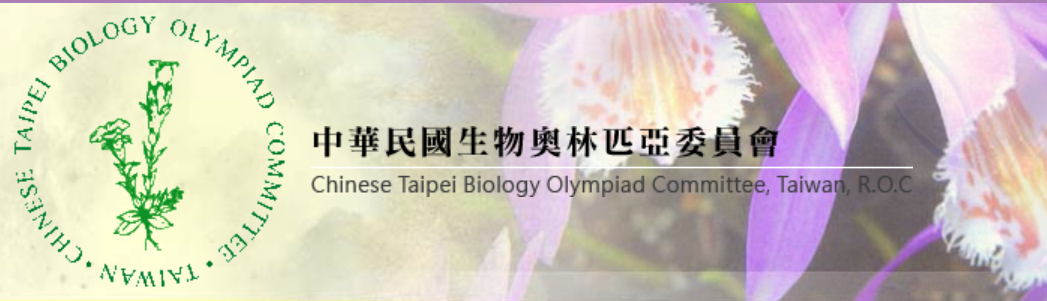 CHINESE TAIPEI BIOLOGY OLYMPIAD COMMITTEE • TAIWAN •
中華民國生物奧林匹亞委員會
Chinese Taipei Biology Olympiad Committee, Taiwan, R.O.C